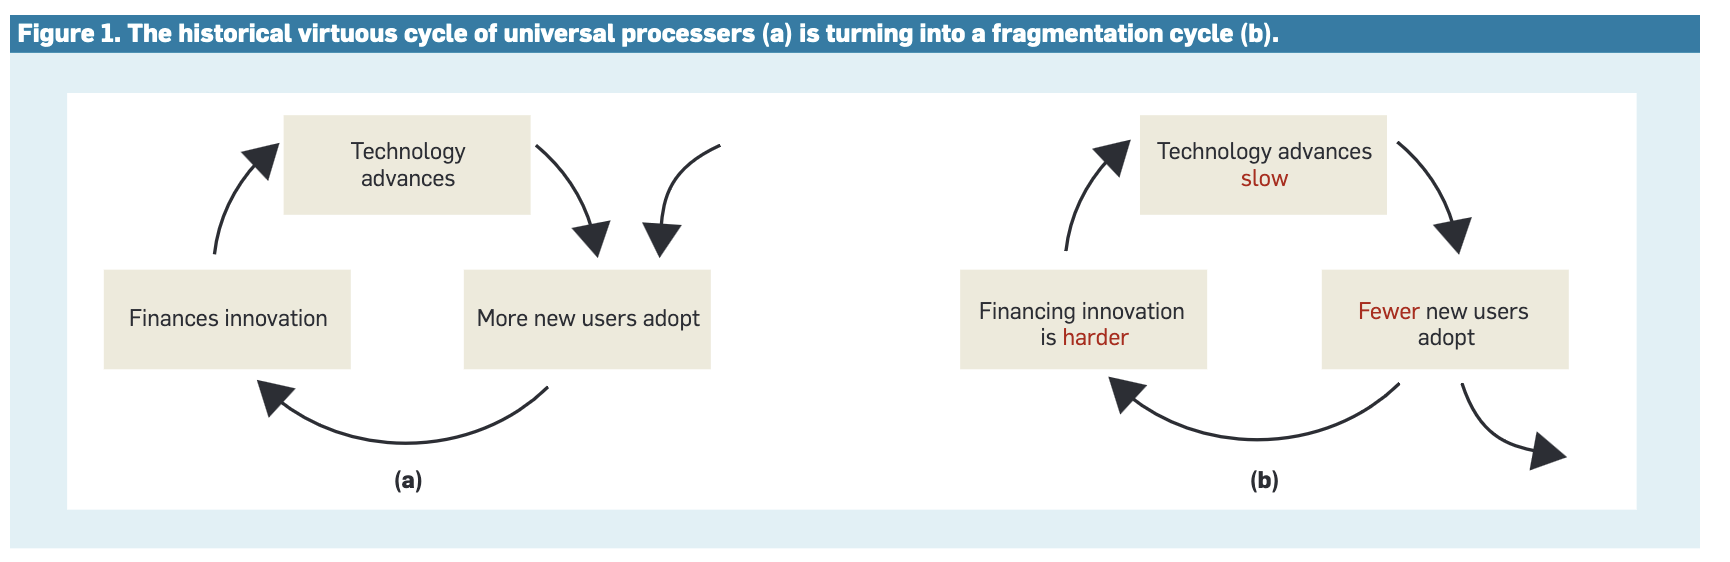 Figure 1. The historical virtuous cycle of universal processers (a) is turning into a fragmentation cycle (b).
Technology
advances
Finances innovation
More new users adopt
(a)
Technology advances
slow
Financing innovation
is harder
Fewer new users
adopt
(b)